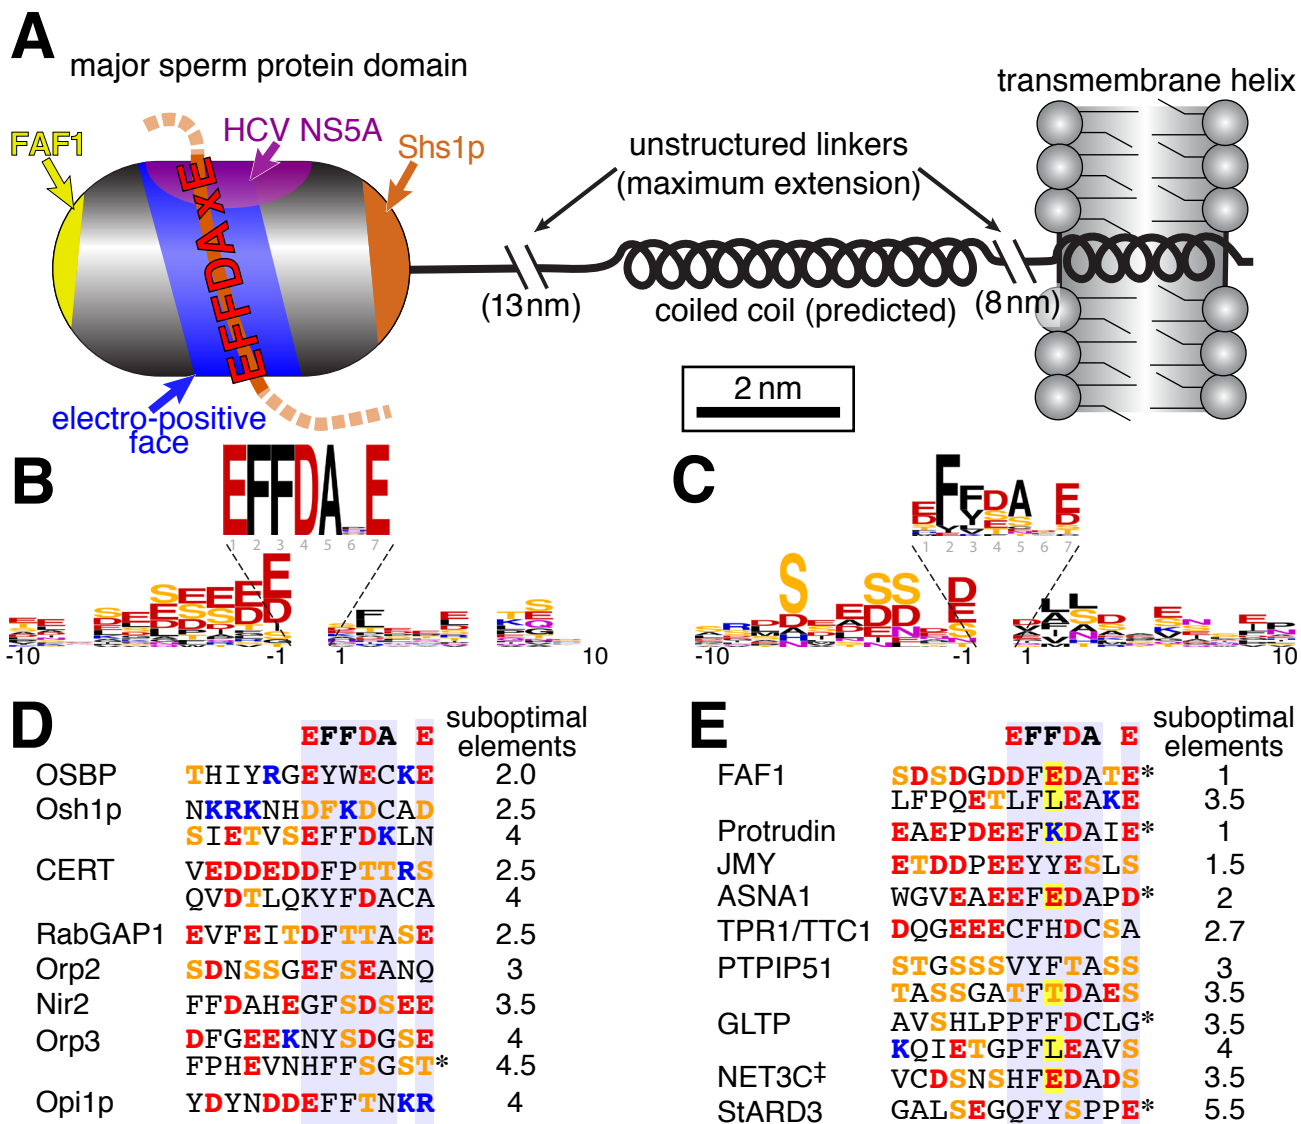 A
major sperm protein domain
transmembrane helix
FAF1
HCV NS5A
Shs1p
unstructured linkers
(maximum extension)
EFFDAxE
(13 nm)
coiled coil (predicted)
(8 nm)
2 nm
electro-positive
face
B
EFFDA E
1 2 3 4 5 6 7
-10 -1 1 10
C
1 2 3 4 5 6 7
-10 -1 1 10
D
suboptimal
elements
EFFDA E
OSBP THIYRGEYWECKE 2.0
Osh1p NKRKNHDFKDCAD 2.5
SIETVSEFFDKLN 4
CERT VEDDEDDFPTTRS 2.5
QVDTLQKYFDACA 4
RabGAP1 EVFEITDFTTASE 2.5
Orp2 SDNSSGEFSEANQ 3
Nir2 FFDAHEGFSDSEE 3.5
Orp3 DFGEEKNYSDGSE 4
FPHEVNHFFSGST* 4.5
Opi1p YDYNDDEFFTNKR 4
E
suboptimal
elements
EFFDA E
FAF1 SDSDGDDFEDATE* 1
LFPQETLFLEAKE 3.5
Protrudin EAEPDEEFKDAIE* 1
JMY ETDDPEEYYESLS 1.5
ASNA1 WGVEAEEFEDAPD* 2
TPR1/TTC1 DQGEEECFHDCSA 2.7
PTPIP51 STGSSSVYFTASS 3
TASSGATFTDAES 3.5
GLTP AVSHLPPFFDCLG* 3.5
KQIETGPFLEAVS 4
NET3C‡ VCDSNSHFEDADS 3.5
StARD3 GALSEGQFYSPPE* 5.5